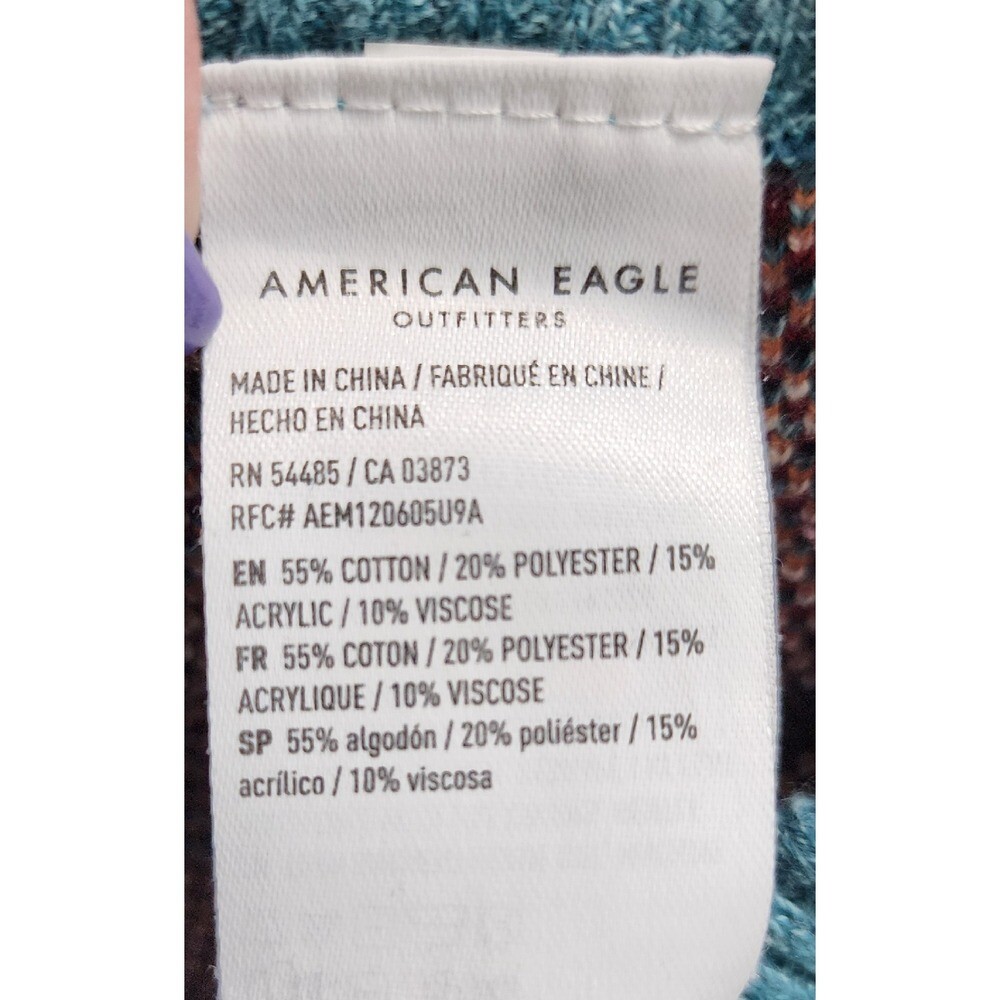 AMERICAN EAGLE
OUTFITTERS
MADE IN CHINA / FABRIQUÉ EN CHINE /
HECHO EN CHINA
RN 54485 / CA 03873
RFC# AEM120605U9A
EN 55% COTTON / 20% POLYESTER / 15%
ACRYLIC / 10% VISCOSE
FR 55% COTON / 20% POLYESTER / 15%
ACRYLIQUE / 10% VISCOSE
SP 55% algodón / 20% poliéster / 15%
acrílico / 10% viscosa